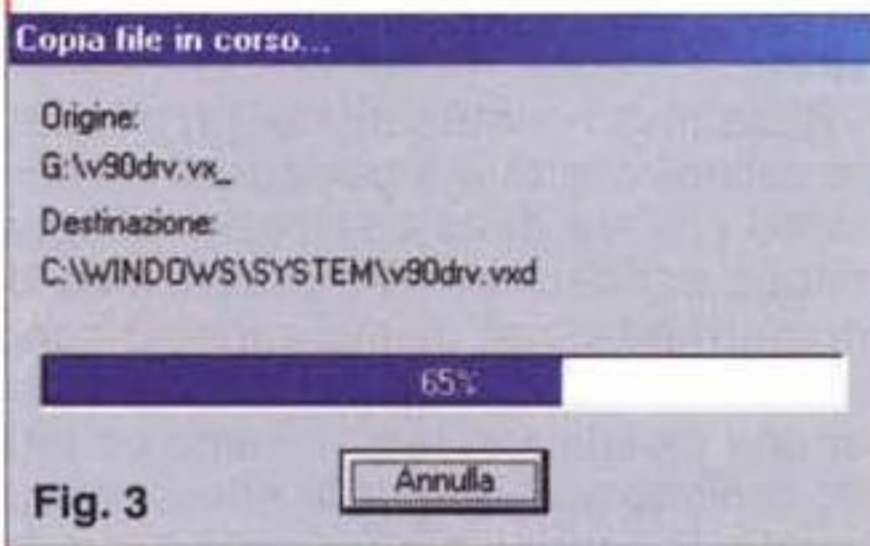 Copia file in corso...
Origine:
G:\v90drv.vx_
Destinazione:
C:\WINDOWS\SYSTEM\v90drv.vxd
65%
Annulla
Fig. 3